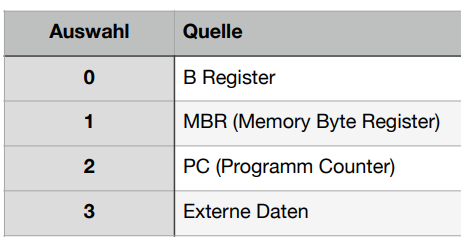 Auswahl Quelle
0 B Register
1 MBR (Memory Byte Register)
2 PC (Programm Counter)
3 Externe Daten